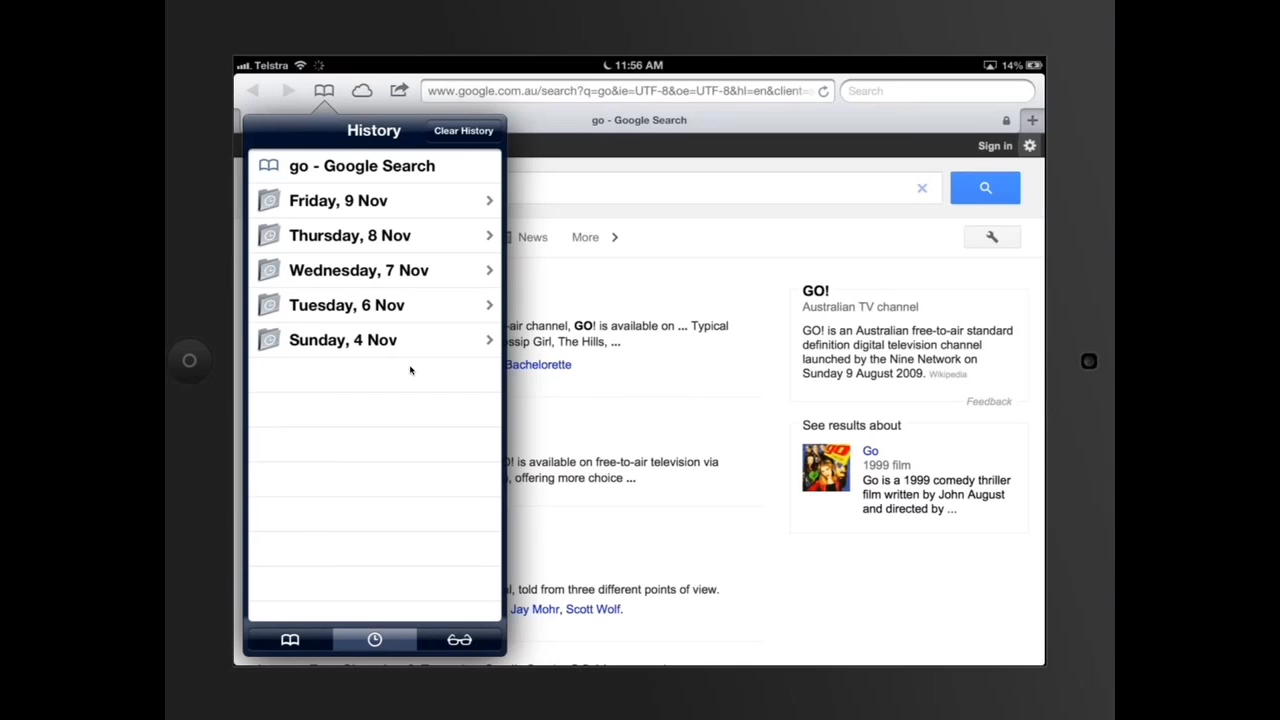 Telstra
11:56 AM
14%
www.google.com.au/search?q=go&ie=UTF-8&oe=UTF-8&hl=en&client=
Search
go - Google Search
Sign in
History
Clear History
go - Google Search
Friday, 9 Nov
Thursday, 8 Nov
Wednesday, 7 Nov
Tuesday, 6 Nov
Sunday, 4 Nov
News
More
-air channel, GO! is available on ... Typical
ssip Girl, The Hills, ...
Bachelorette
! is available on free-to-air television via
, offering more choice ...
, told from three different points of view.
Jay Mohr, Scott Wolf.
GO!
Australian TV channel
GO! is an Australian free-to-air standard
definition digital television channel
launched by the Nine Network on
Sunday 9 August 2009. Wikipedia
Feedback
See results about
Go
1999 film
Go is a 1999 comedy thriller
film written by John August
and directed by ...